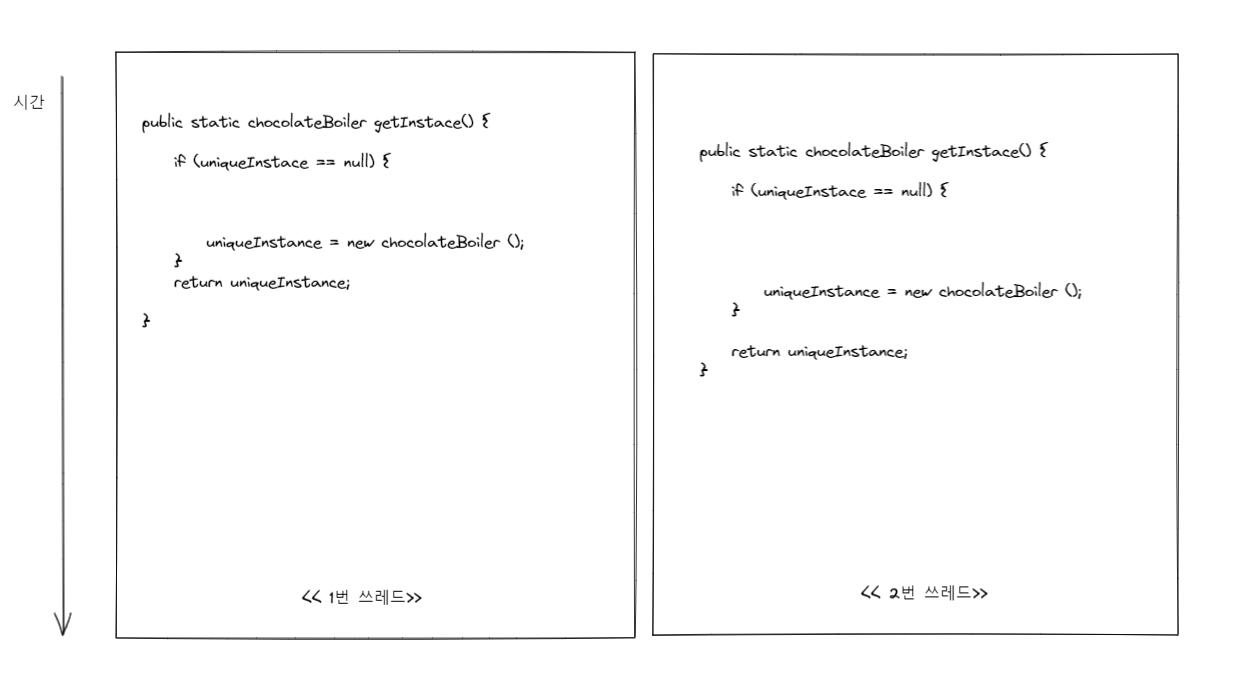 시간
public static chocolateBoiler getInstace() {
if (uniqueInstace == null) {
uniqueInstance = new chocolateBoiler ();
}
return uniqueInstance;
}
<< 1번 쓰레드>>
public static chocolateBoiler getInstace() {
if (uniqueInstace == null) {
uniqueInstance = new chocolateBoiler ();
}
return uniqueInstance;
}
<< 2번 쓰레드>>